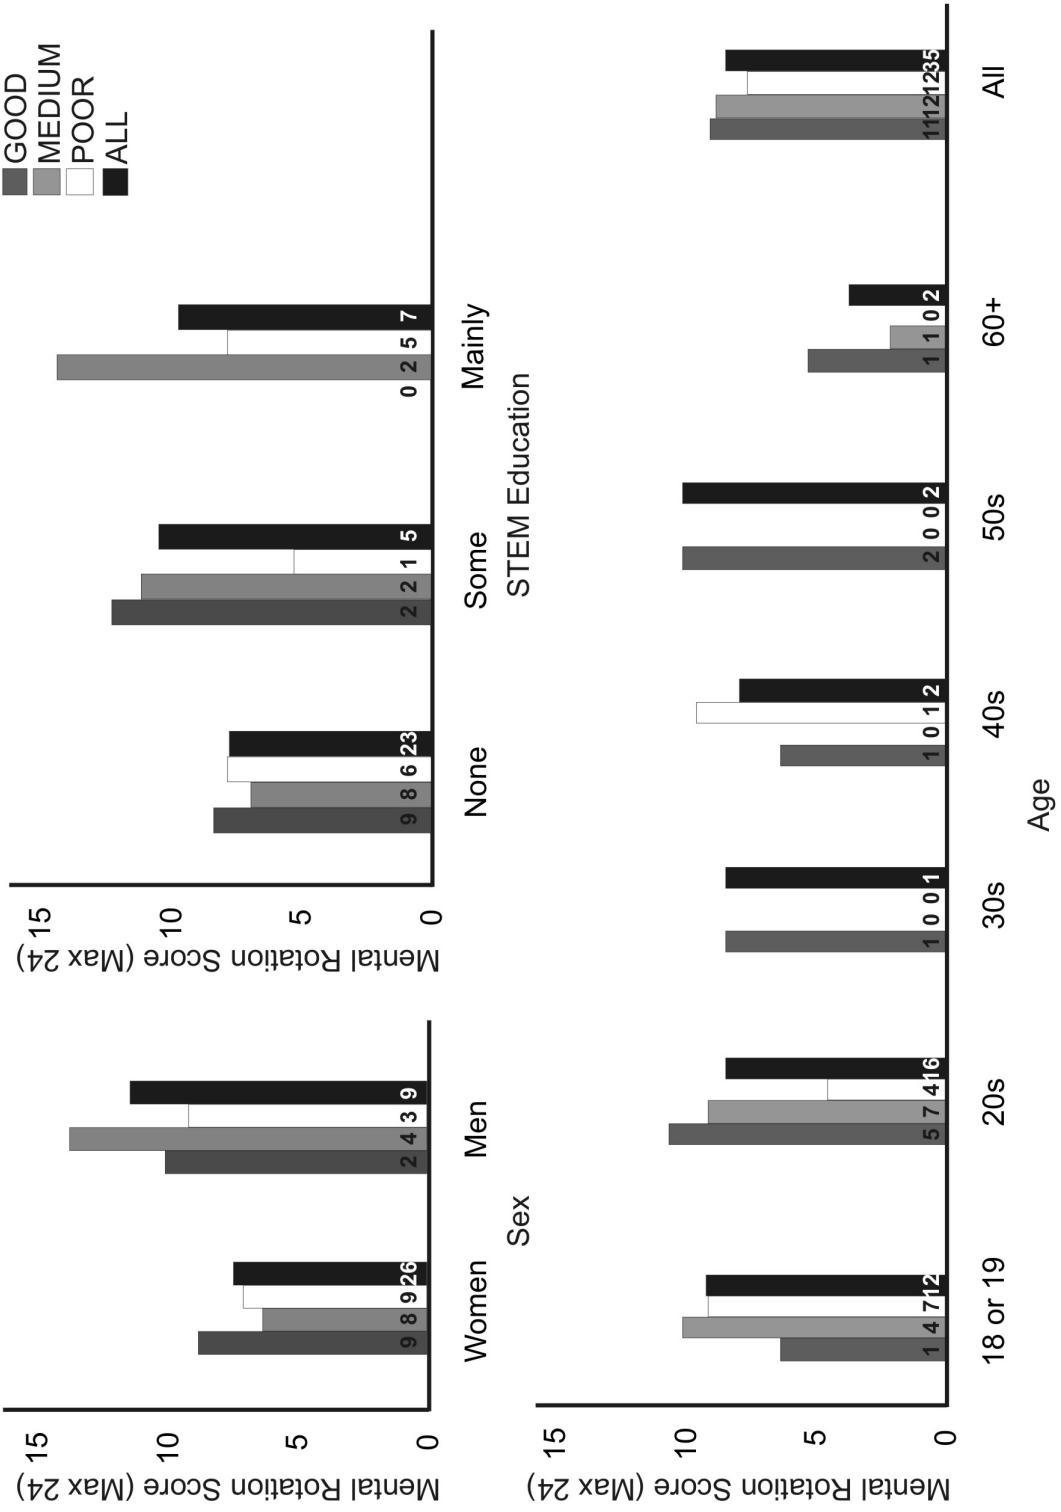 GOOD
MEDIUM
POOR
ALL
Mental Rotation Score (Max 24)
15
10
5
0
9 8 9 26
2 4 3 9
Women Men
Sex
Mental Rotation Score (Max 24)
15
10
5
0
9 8 6 23
2 2 1 5
0 2 5 7
None Some Mainly
STEM Education
Mental Rotation Score (Max 24)
15
10
5
0
1 4 7 12
5 7 4 16
1 0 0 1
1 0 1 2
2 0 0 2
1 1 0 2
11 12 12 35
18 or 19 20s 30s 40s 50s 60+ All
Age